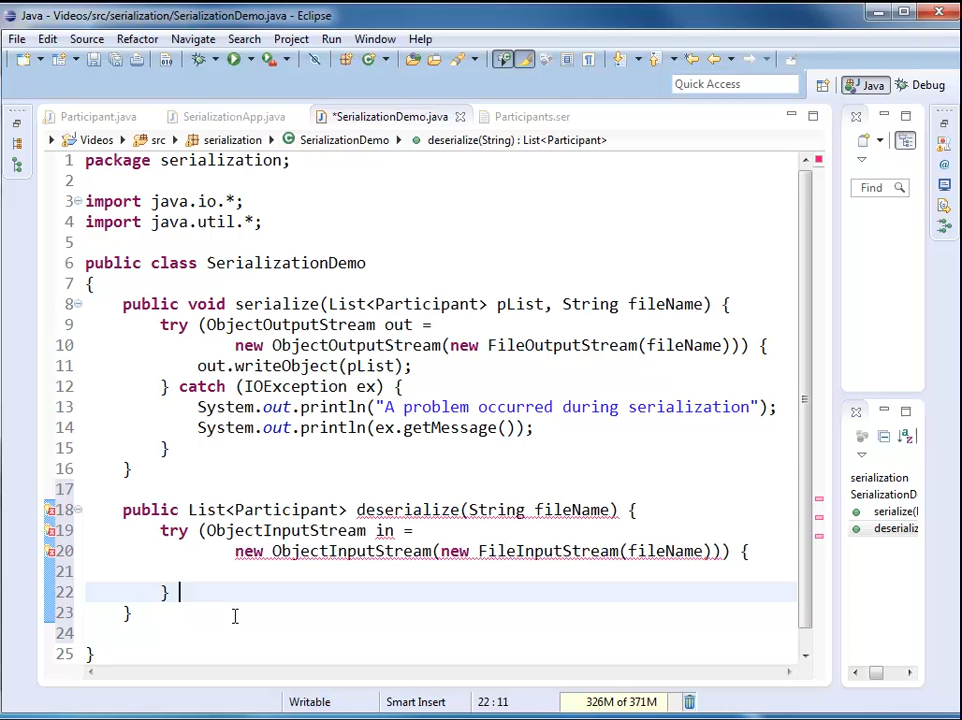 Java - Videos/src/serialization/SerializationDemo.java - Eclipse
File Edit Source Refactor Navigate Search Project Run Window Help
Quick Access
Java
Debug
Participant.java
SerializationApp.java
*SerializationDemo.java
Participants.ser
Videos
src
serialization
SerializationDemo
deserialize(String) : List<Participant>
1 package serialization;
2
3 import java.io.*;
4 import java.util.*;
5
6 public class SerializationDemo
7 {
8 public void serialize(List<Participant> pList, String fileName) {
9 try (ObjectOutputStream out =
10 new ObjectOutputStream(new FileOutputStream(fileName))) {
11 out.writeObject(pList);
12 } catch (IOException ex) {
13 System.out.println("A problem occurred during serialization");
14 System.out.println(ex.getMessage());
15 }
16 }
17
18 public List<Participant> deserialize(String fileName) {
19 try (ObjectInputStream in =
20 new ObjectInputStream(new FileInputStream(fileName))) {
21
22 }
23 }
24
25 }
Find
serialization
SerializationD
serialize(l
deserializ
Writable
Smart Insert
22 : 11
326M of 371M